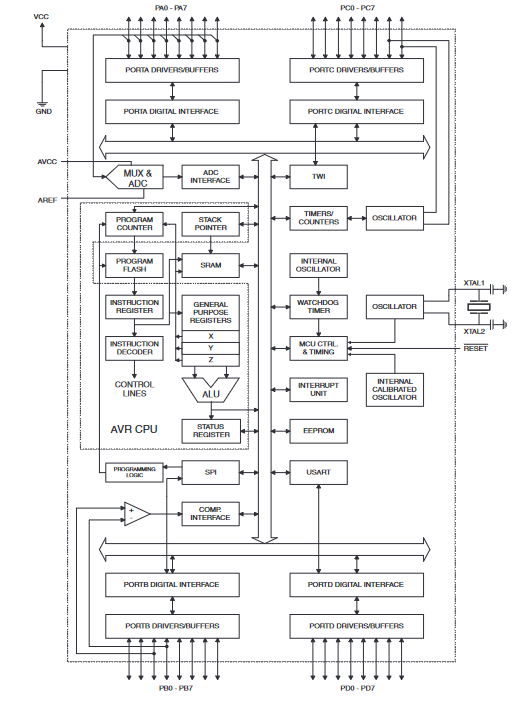 PA0 - PA7
PC0 - PC7
VCC
GND
PORTA DRIVERS/BUFFERS
PORTC DRIVERS/BUFFERS
PORTA DIGITAL INTERFACE
PORTC DIGITAL INTERFACE
AVCC
AREF
MUX &
ADC
ADC
INTERFACE
TWI
PROGRAM
COUNTER
STACK
POINTER
TIMERS/
COUNTERS
OSCILLATOR
PROGRAM
FLASH
SRAM
INTERNAL
OSCILLATOR
INSTRUCTION
REGISTER
GENERAL
PURPOSE
REGISTERS
WATCHDOG
TIMER
OSCILLATOR
XTAL1
XTAL2
X
Y
Z
INSTRUCTION
DECODER
MCU CTRL.
& TIMING
RESET
CONTROL
LINES
ALU
INTERRUPT
UNIT
INTERNAL
CALIBRATED
OSCILLATOR
AVR CPU
STATUS
REGISTER
EEPROM
PROGRAMMING
LOGIC
SPI
USART
+
-
COMP.
INTERFACE
PORTB DIGITAL INTERFACE
PORTD DIGITAL INTERFACE
PORTB DRIVERS/BUFFERS
PORTD DRIVERS/BUFFERS
PB0 - PB7
PD0 - PD7